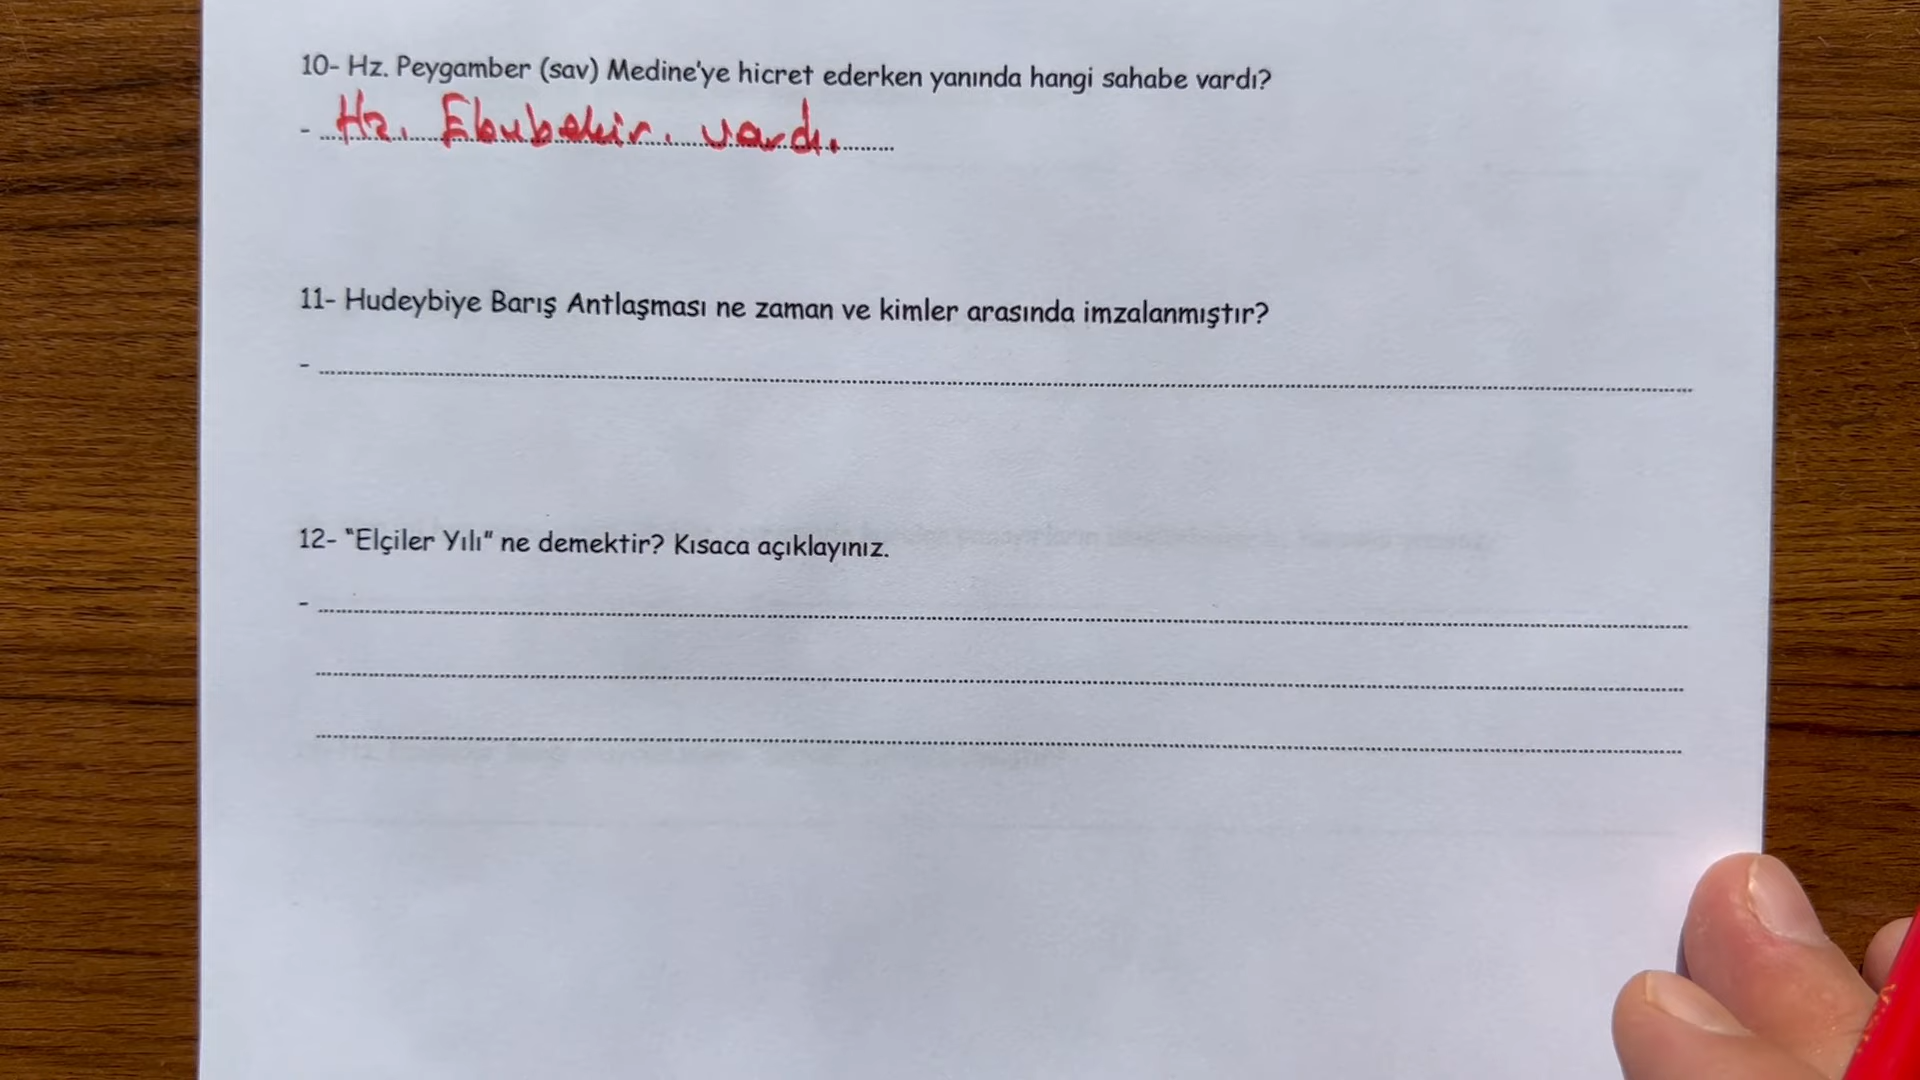 10- Hz. Peygamber (sav) Medine'ye hicret ederken yanında hangi sahabe vardı?
- Hz. Ebubekir. vardı.
11- Hudeybiye Barış Antlaşması ne zaman ve kimler arasında imzalanmıştır?
-
12- "Elçiler Yılı" ne demektir? Kısaca açıklayınız.
-